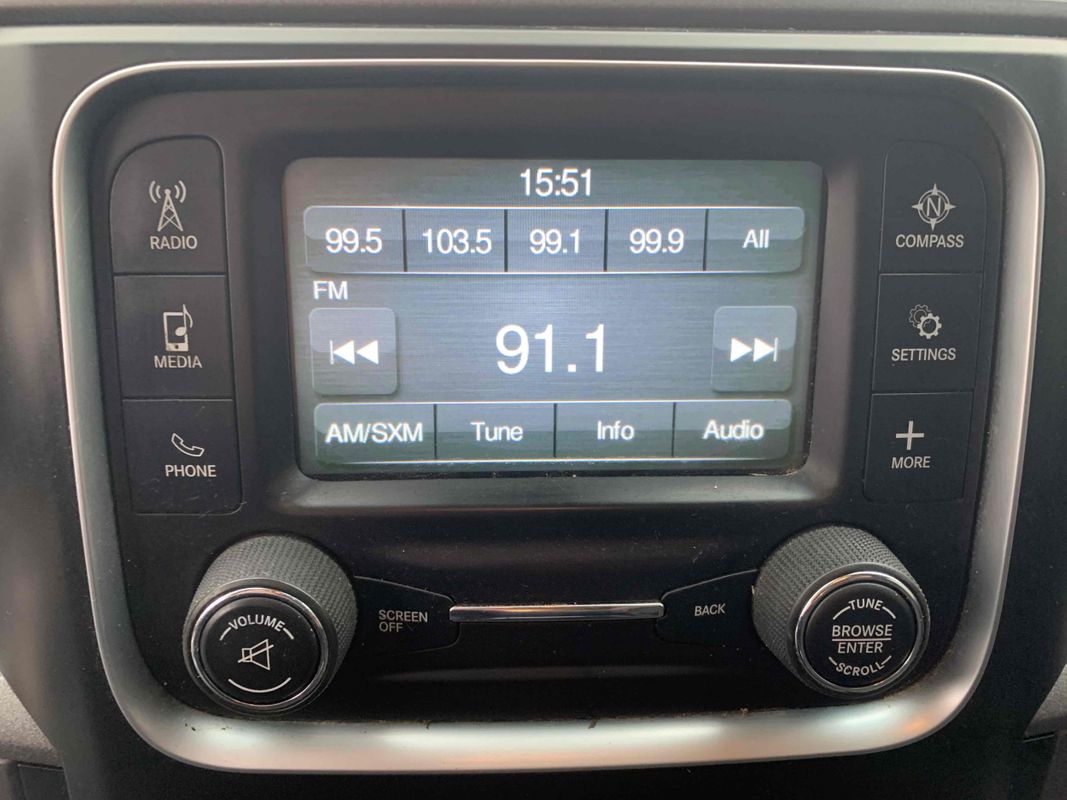 15:51
RADIO
99.5 103.5 99.1 99.9 All
N
COMPASS
FM
MEDIA
91.1
SETTINGS
AM/SXM Tune Info Audio
PHONE
MORE
VOLUME
SCREEN
OFF
BACK
TUNE
BROWSE
ENTER
SCROLL